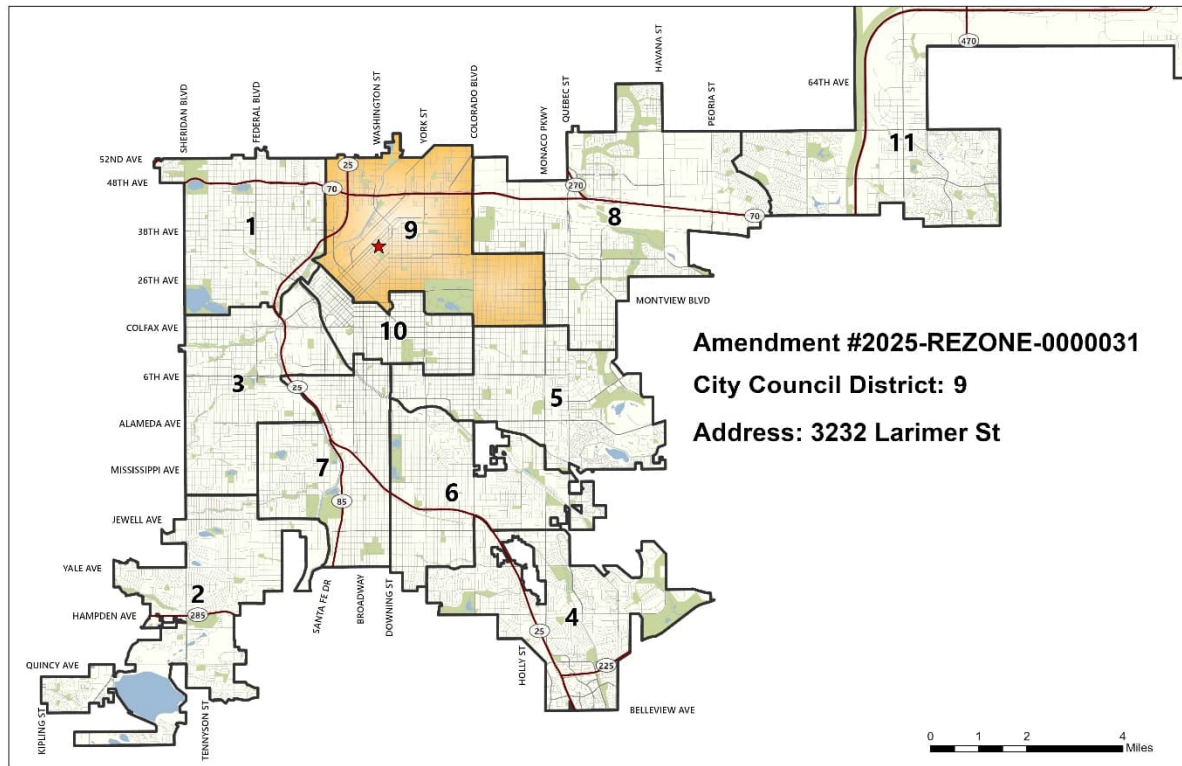 HAVANA ST
470
WASHINGTON ST
COLORADO BLVD
QUEBEC ST
64TH AVE
SHERIDAN BLVD
FEDERAL BLVD
YORK ST
MONACO PKWY
PEORIA ST
11
52ND AVE
25
48TH AVE
70
270
8
70
1
9
38TH AVE
26TH AVE
MONTVIEW BLVD
COLFAX AVE
10
Amendment #2025-REZONE-0000031
6TH AVE
3
25
5
City Council District: 9
ALAMEDA AVE
Address: 3232 Larimer St
MISSISSIPPI AVE
7
6
85
JEWELL AVE
YALE AVE
2
SANTA FE DR
BROADWAY
DOWNING ST
HAMPDEN AVE
285
4
25
HOLLY ST
QUINCY AVE
225
KIPLING ST
TENNYSON ST
BELLEVIEW AVE
0 1 2 4
Miles